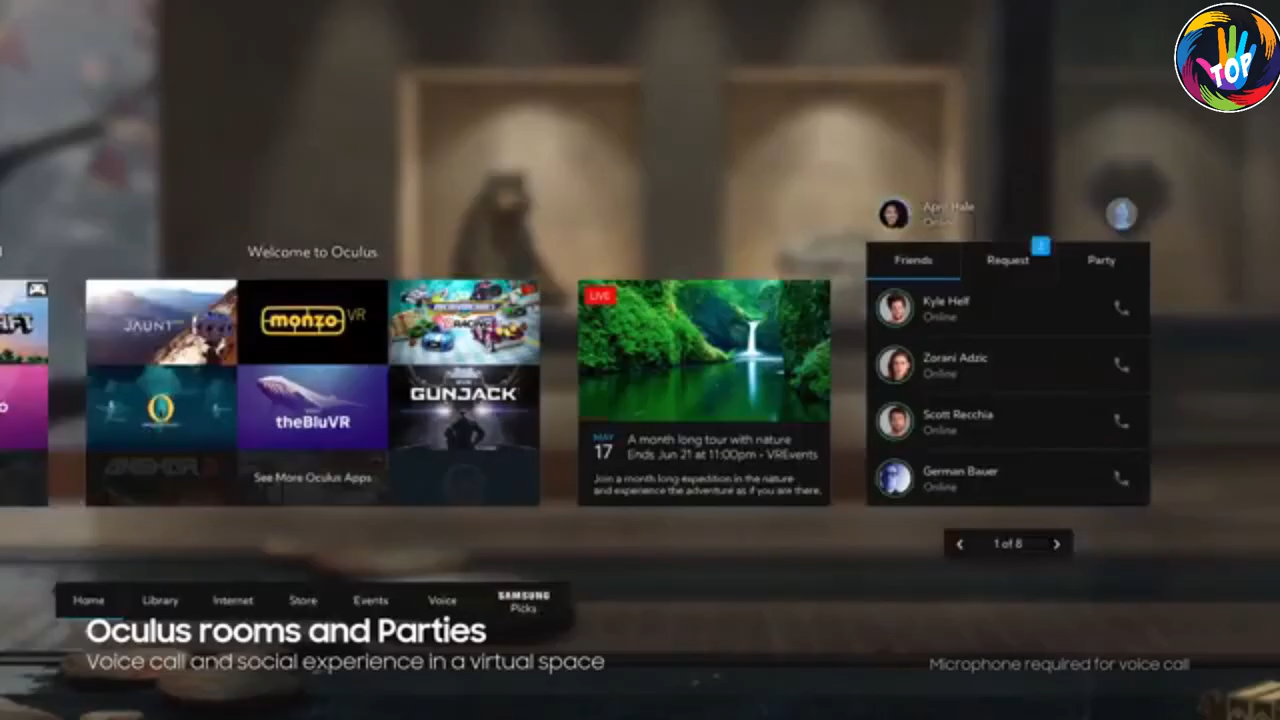 TOP
April Hale
Online
Friends
Request
Party
Welcome to Oculus
JAUNT
monzo VR
RACING
theBluVR
GUNJACK
See More Oculus Apps
LIVE
MAY
17
A month long tour with nature
Ends Jun 21 at 11:00pm - VREvents
Join a month long expedition in the nature
and experience the adventure as if you are there.
Kyle Helf
Online
Zorani Adzic
Online
Scott Recchia
Online
German Bauer
Online
< 1 of 8 >
Home
Library
Internet
Store
Events
Voice
SAMSUNG
Picks
Oculus rooms and Parties
Voice call and social experience in a virtual space
Microphone required for voice call